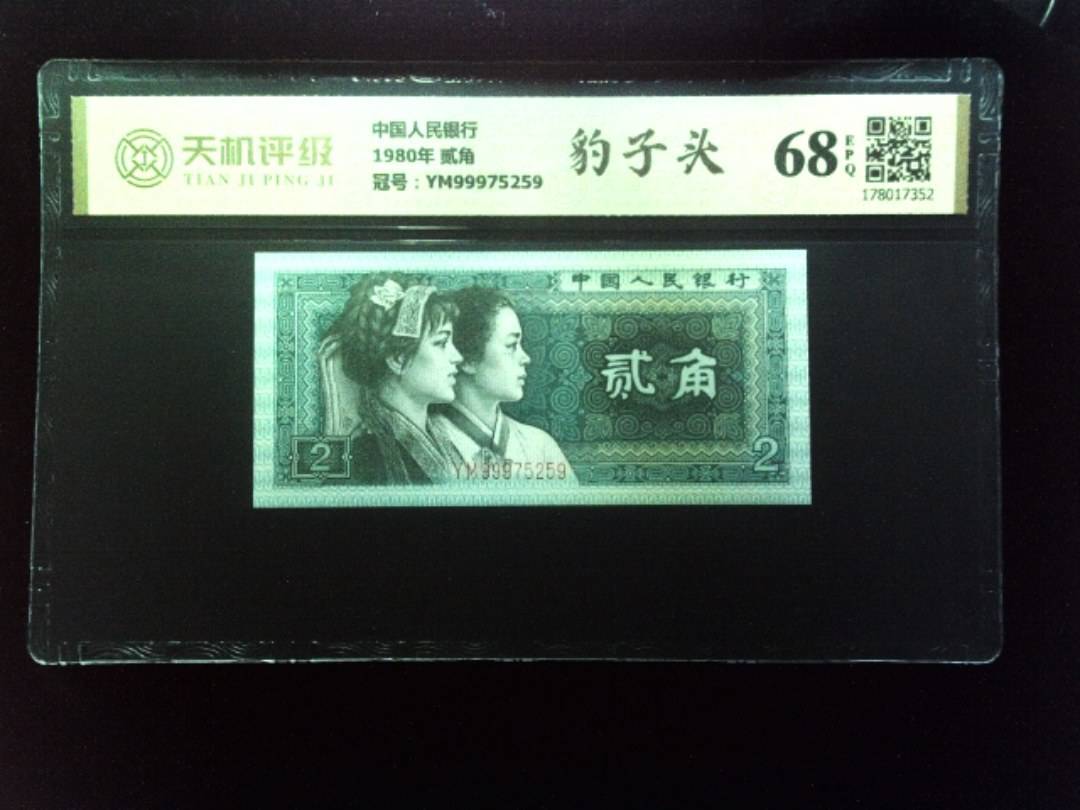 天机评级
TIAN JI PING JI
中国人民银行
1980年 贰角
冠号：YM99975259
豹子头
68
EPQ
178017352
中国人民银行
贰角
2
2
YM99975259